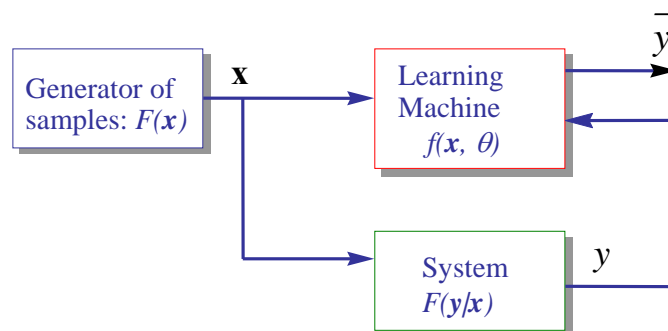 Generator of
samples: F(x)
x
Learning
Machine
f(x, θ)
y̅
System
F(y/x)
y